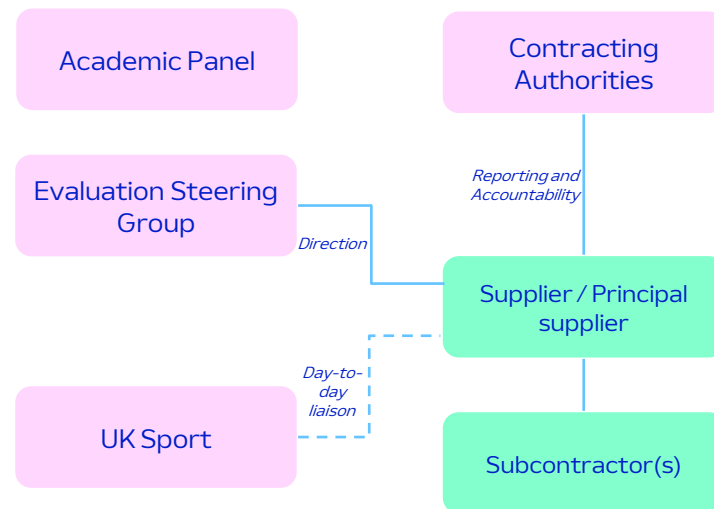 Academic Panel
Contracting
Authorities
Reporting and
Accountability
Evaluation Steering
Group
Direction
Supplier / Principal
supplier
Day-to-
day
liaison
UK Sport
Subcontractor(s)